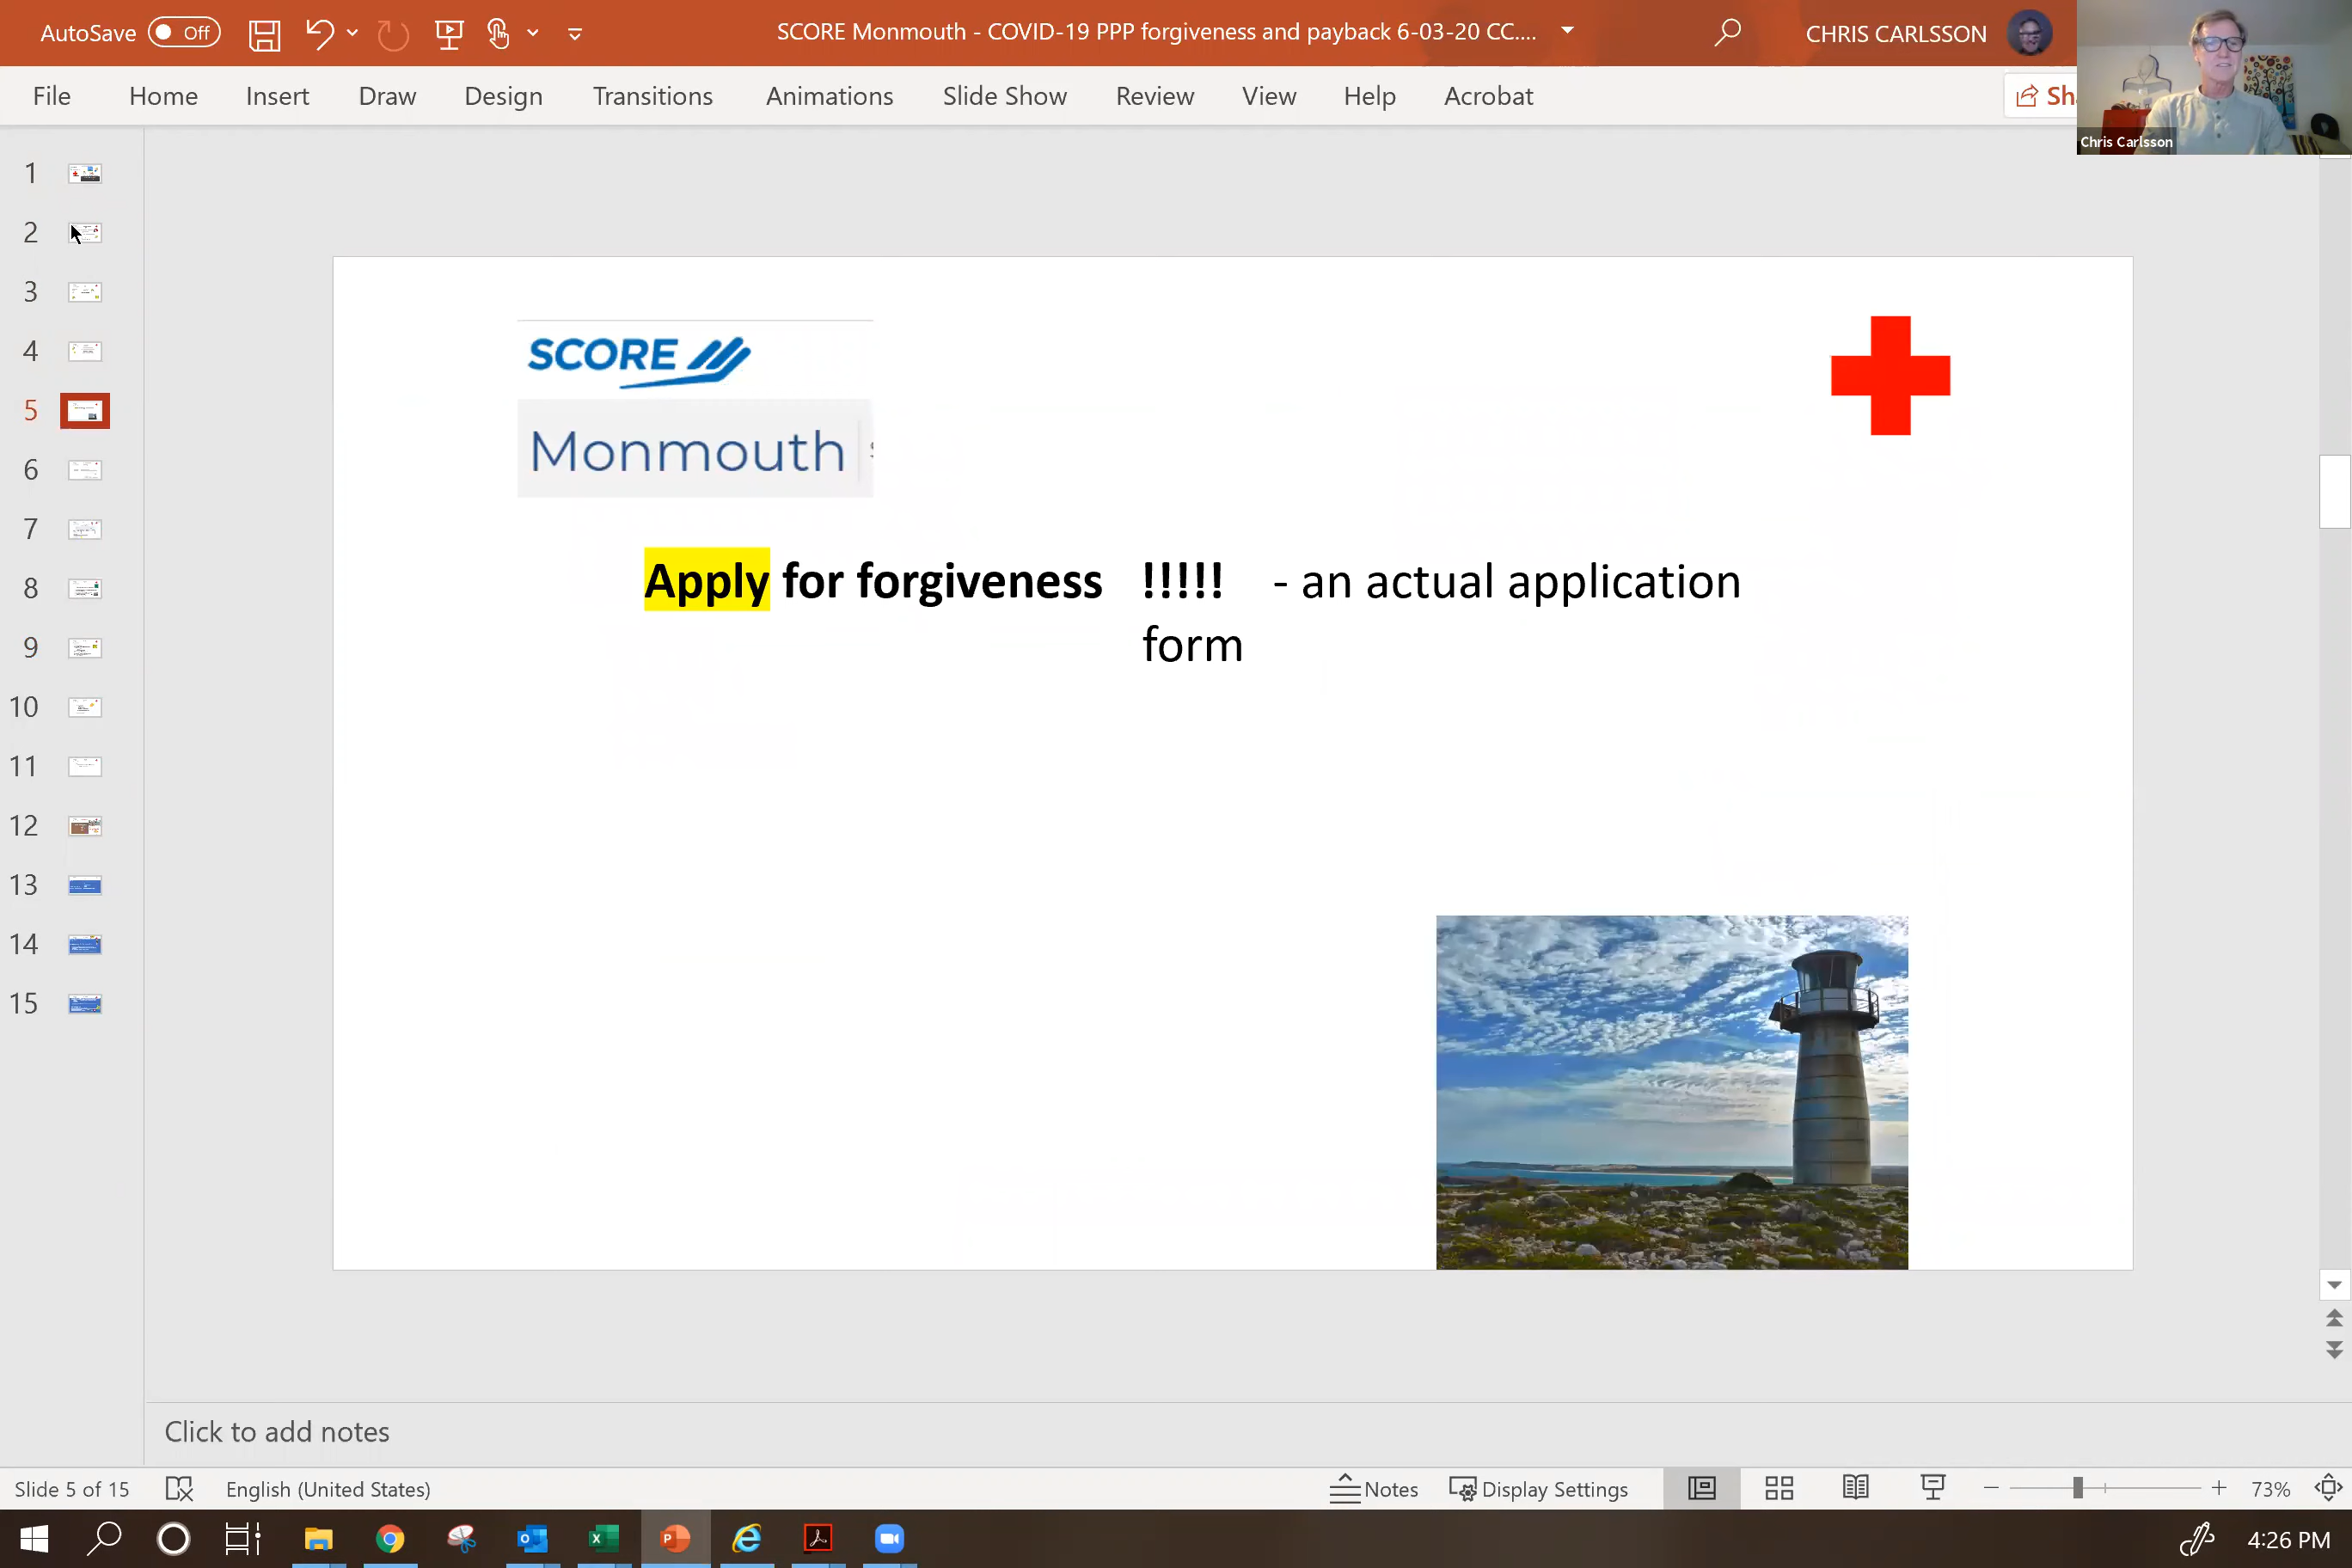 AutoSave Off
SCORE Monmouth - COVID-19 PPP forgiveness and payback 6-03-20 CC....
CHRIS CARLSSON
File Home Insert Draw Design Transitions Animations Slide Show Review View Help Acrobat
Chris Carlsson
1
2
3
4
5
6
7
8
9
10
11
12
13
14
15
SCORE
Monmouth
Apply for forgiveness !!!!! - an actual application
form
Click to add notes
Slide 5 of 15 English (United States) Notes Display Settings 73%
4:26 PM